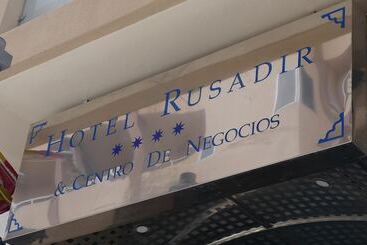 HOTEL RUSADIR
& CENTRO DE NEGOCIOS